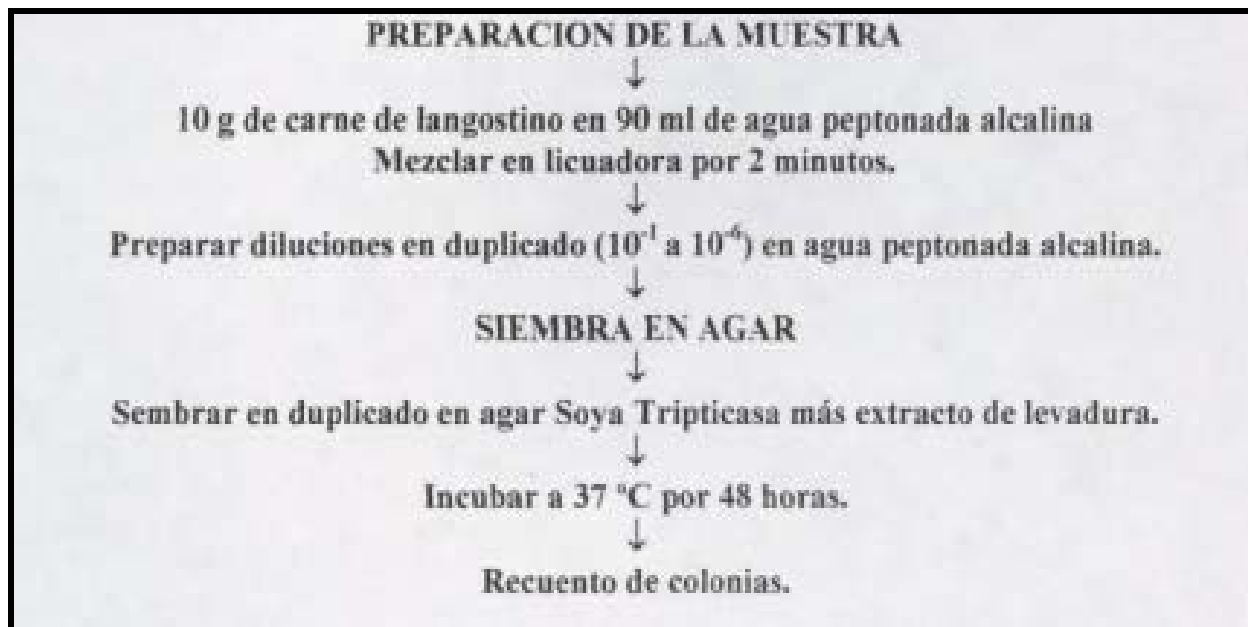 PREPARACION DE LA MUESTRA
↓
10 g de carne de langostino en 90 ml de agua peptonada alcalina
Mezclar en licuadora por 2 minutos.
↓
Preparar diluciones en duplicado (10⁻¹ a 10⁻⁶) en agua peptonada alcalina.
↓
SIEMBRA EN AGAR
↓
Sembrar en duplicado en agar Soya Tripticasa más extracto de levadura.
↓
Incubar a 37 ºC por 48 horas.
↓
Recuento de colonias.